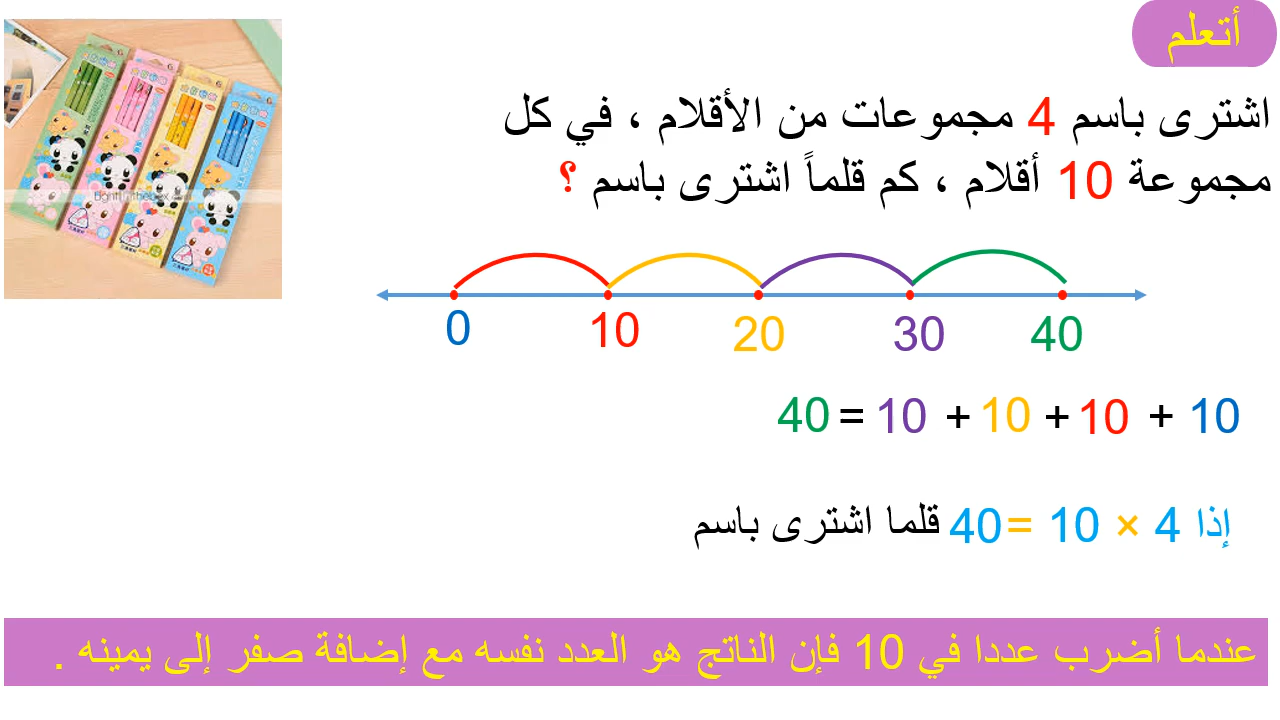 أتعلم
اشترى باسم 4 مجموعات من الأقلام ، في كل
مجموعة 10 أقلام ، كم قلماً اشترى باسم ؟
0 10 20 30 40
10 + 10 + 10 + 10 = 40
إذا 4 × 10 = 40 قلما اشترى باسم
عندما أضرب عددا في 10 فإن الناتج هو العدد نفسه مع إضافة صفر إلى يمينه .